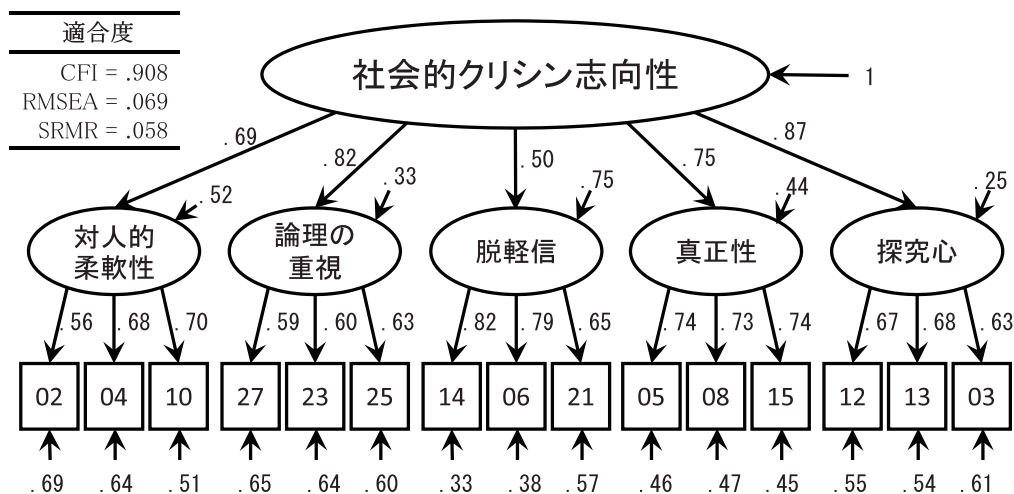 適合度
CFI = .908
RMSEA = .069
SRMR = .058
社会的クリシン志向性
1
.69
.82
.50
.75
.87
.52
.33
.75
.44
.25
対人的
柔軟性
論理の
重視
脱軽信
真正性
探究心
.56 .68 .70 .59 .60 .63 .82 .79 .65 .74 .73 .74 .67 .68 .63
02 04 10 27 23 25 14 06 21 05 08 15 12 13 03
.69 .64 .51 .65 .64 .60 .33 .38 .57 .46 .47 .45 .55 .54 .61